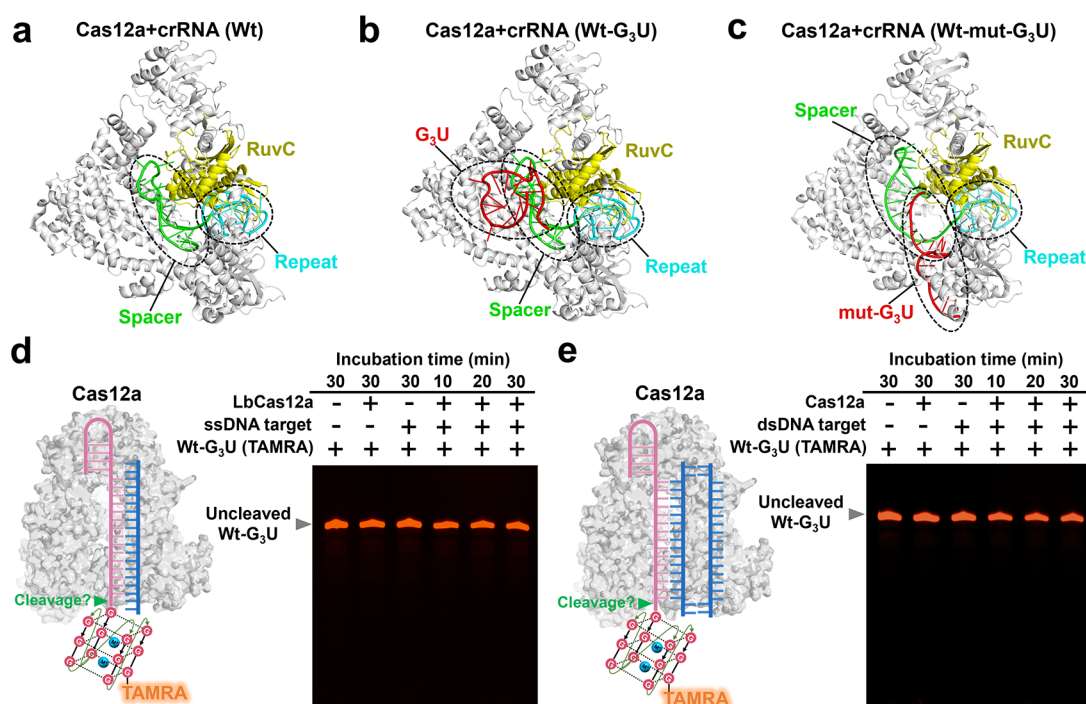 a
Cas12a+crRNA (Wt)
RuvC
Repeat
Spacer
b
Cas12a+crRNA (Wt-G₃U)
G₃U
RuvC
Repeat
Spacer
c
Cas12a+crRNA (Wt-mut-G₃U)
Spacer
RuvC
Repeat
mut-G₃U
d
Cas12a
Cleavage?
G G G G G G G G G G G G
TAMRA
Incubation time (min)
30 30 30 10 20 30
LbCas12a - + - + + +
ssDNA target - - + + + +
Wt-G₃U (TAMRA) + + + + + +
Uncleaved
Wt-G₃U
e
Cas12a
Cleavage?
G G G G G G G G G G G G
TAMRA
Incubation time (min)
30 30 30 10 20 30
Cas12a - + - + + +
dsDNA target - - + + + +
Wt-G₃U (TAMRA) + + + + + +
Uncleaved
Wt-G₃U